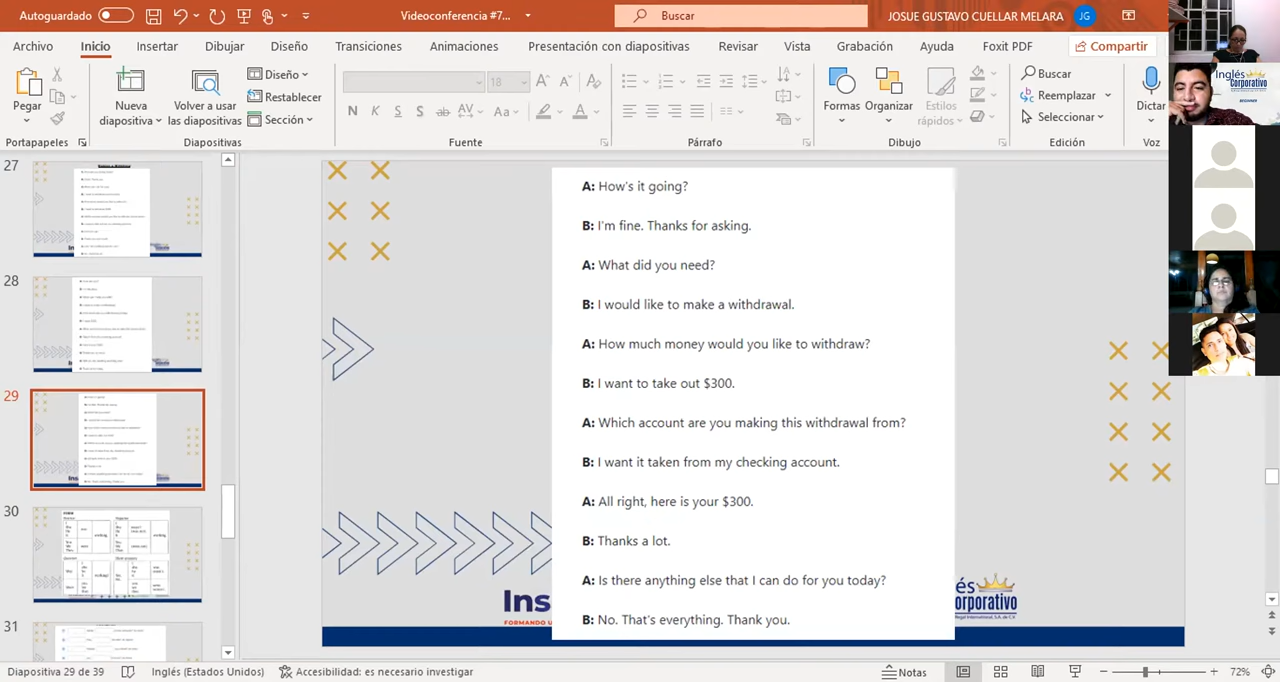 Autoguardado
Videoconferencia #7...
Buscar
JOSUE GUSTAVO CUELLAR MELARA
JG
Archivo
Inicio
Insertar
Dibujar
Diseño
Transiciones
Animaciones
Presentación con diapositivas
Revisar
Vista
Grabación
Ayuda
Foxit PDF
Compartir
Pegar
Nueva diapositiva
Volver a usar las diapositivas
Diseño
Restablecer
Sección
18
N K S S ab AV Aa A
Formas
Organizar
Estilos rápidos
Buscar
Reemplazar
Seleccionar
Dictar
Portapapeles
Diapositivas
Fuente
Párrafo
Dibujo
Edición
Voz
Inglés
Corporativo
27
28
29
30
31
A: How's it going?
B: I'm fine. Thanks for asking.
A: What did you need?
B: I would like to make a withdrawal.
A: How much money would you like to withdraw?
B: I want to take out $300.
A: Which account are you making this withdrawal from?
B: I want it taken from my checking account.
A: All right, here is your $300.
B: Thanks a lot.
A: Is there anything else that I can do for you today?
B: No. That's everything. Thank you.
Ins
FORMANDO U
és
orporativo
Diapositiva 29 de 39
Inglés (Estados Unidos)
Accesibilidad: es necesario investigar
Notas
72%